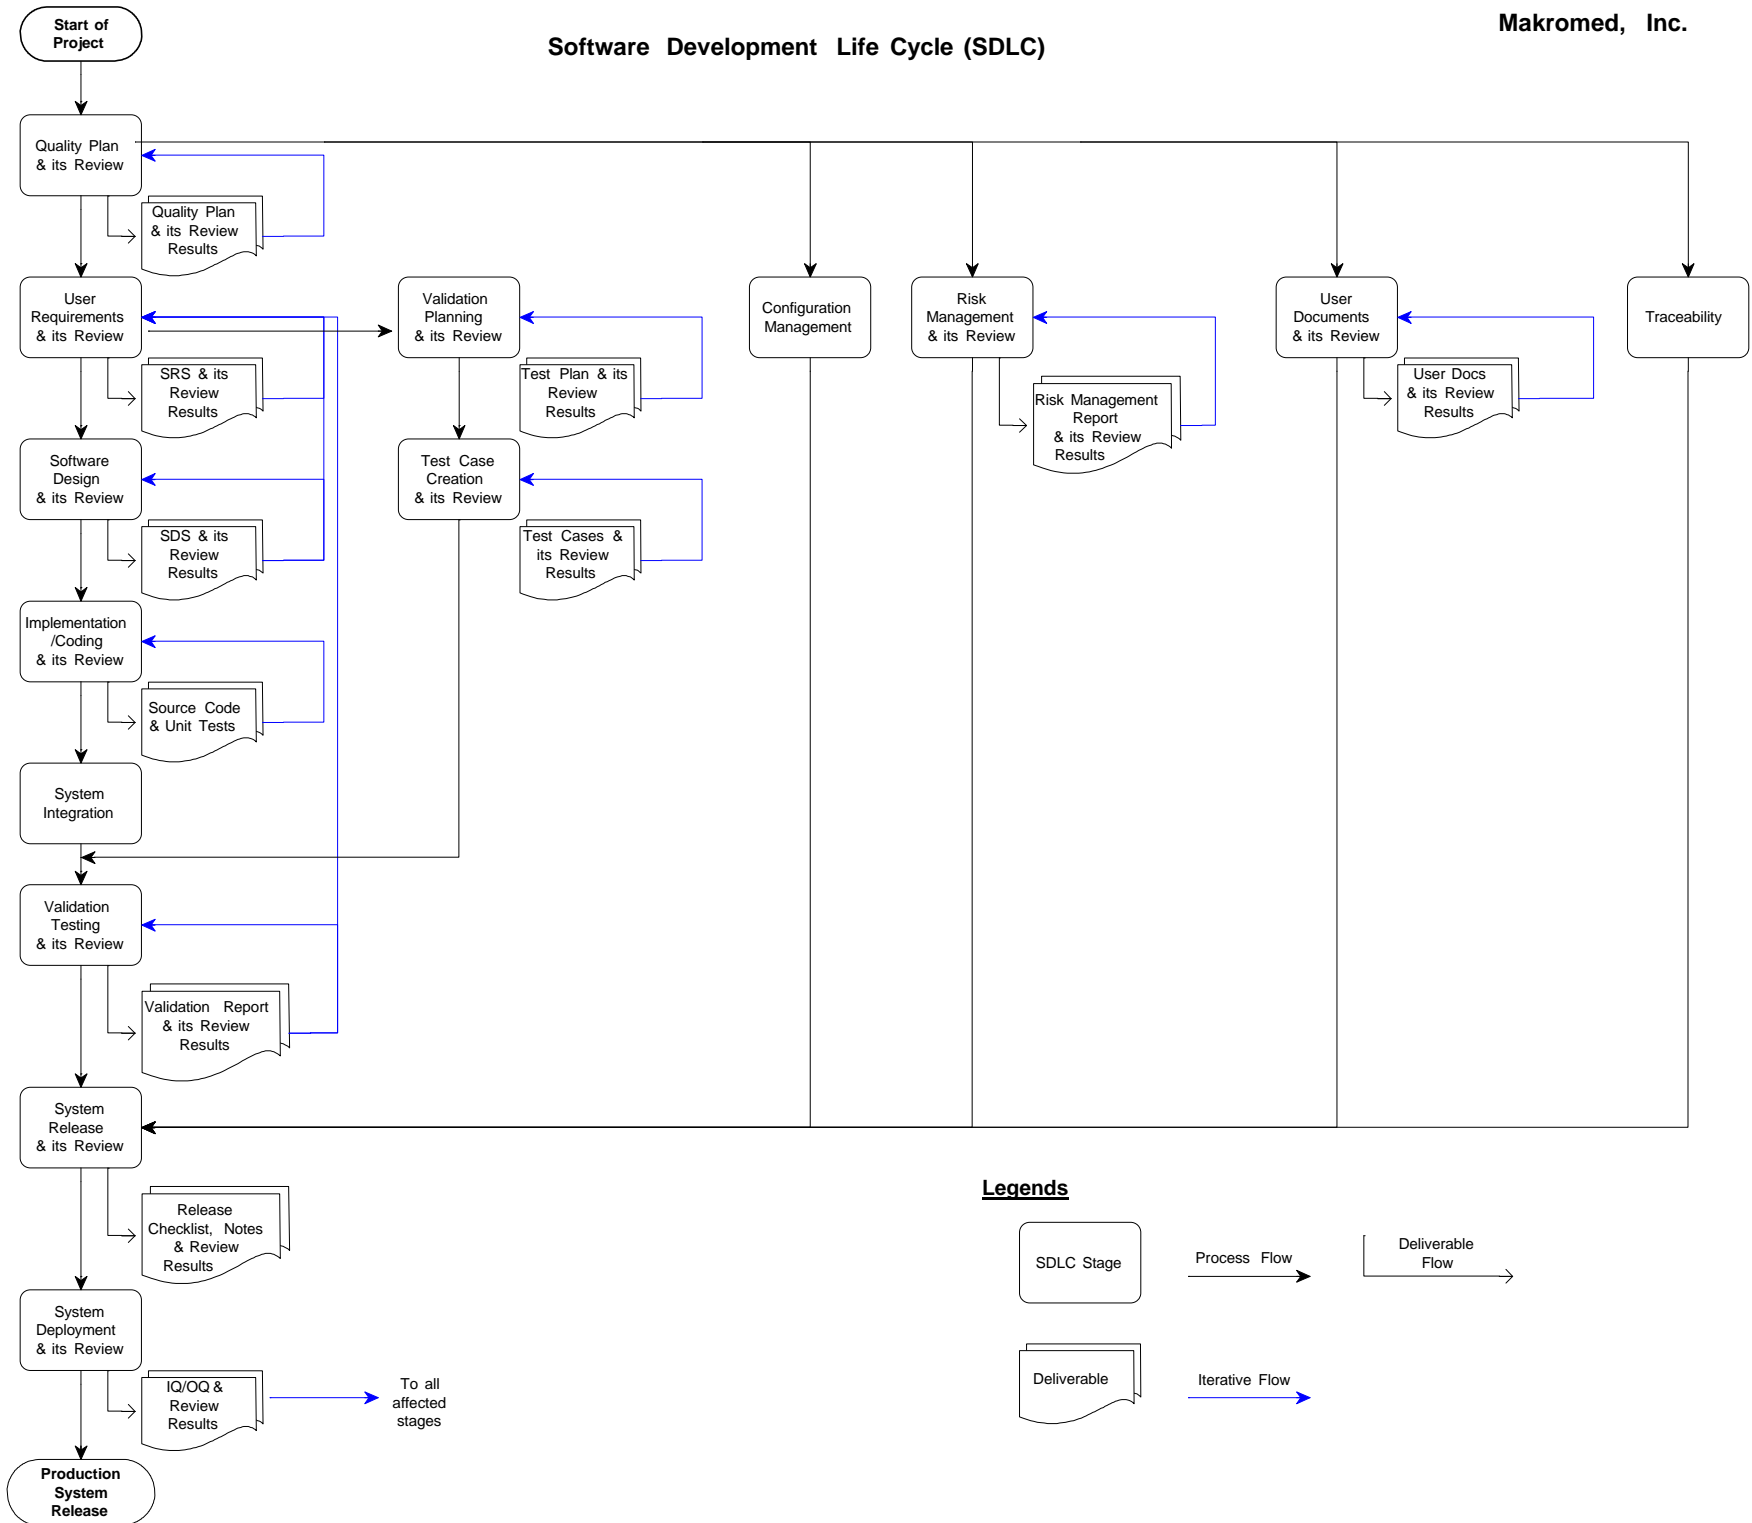 Start of
Project
Makromed, Inc.
Software Development Life Cycle (SDLC)
Quality Plan
& its Review
Quality Plan
& its Review
Results
User
Requirements
& its Review
Validation
Planning
& its Review
Configuration
Management
Risk
Management
& its Review
User
Documents
& its Review
Traceability
SRS & its
Review
Results
Test Plan & its
Review
Results
Risk Management
Report
& its Review
Results
User Docs
& its Review
Results
Software
Design
& its Review
Test Case
Creation
& its Review
SDS & its
Review
Results
Test Cases &
its Review
Results
Implementation
/Coding
& its Review
Source Code
& Unit Tests
System
Integration
Validation
Testing
& its Review
Validation Report
& its Review
Results
System
Release
& its Review
Release
Checklist, Notes
& Review
Results
Legends
SDLC Stage
Process Flow
Deliverable
Flow
Deliverable
Iterative Flow
System
Deployment
& its Review
IQ/OQ &
Review
Results
To all
affected
stages
Production
System
Release